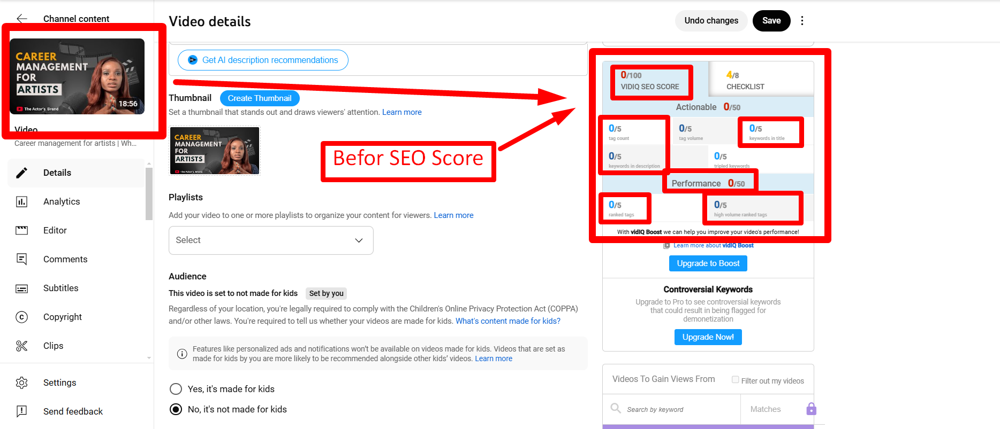 Channel content
Video details
Undo changes
Save
CAREER
MANAGEMENT
FOR
ARTISTS
18:56
The Actor's Brand
Video
Career management for artists | Wh...
Details
Analytics
Editor
Comments
Subtitles
Copyright
Clips
Settings
Send feedback
Get AI description recommendations
Thumbnail
Create Thumbnail
Set a thumbnail that stands out and draws viewers' attention. Learn more
CAREER
MANAGEMENT
FOR
ARTISTS
The Actor's Brand
Befor SEO Score
Playlists
Add your video to one or more playlists to organize your content for viewers. Learn more
Select
Audience
This video is set to not made for kids
Set by you
Regardless of your location, you're legally required to comply with the Children's Online Privacy Protection Act (COPPA)
and/or other laws. You're required to tell us whether your videos are made for kids. What's content made for kids?
Features like personalized ads and notifications won't be available on videos made for kids. Videos that are set as
made for kids by you are more likely to be recommended alongside other kids' videos. Learn more
Yes, it's made for kids
No, it's not made for kids
0/100
VIDIQ SEO SCORE
4/8
CHECKLIST
Actionable 0/50
0/5
tag count
0/5
tag volume
0/5
keywords in title
0/5
keywords in description
0/5
tripled keywords
Performance 0/50
0/5
ranked tags
0/5
high volume ranked tags
With vidIQ Boost we can help you improve your video's performance!
Learn more about vidIQ Boost
Upgrade to Boost
Controversial Keywords
Upgrade to Pro to see controversial keywords
that could result in being flagged for
demonetization
Upgrade Now!
Videos To Gain Views From
Filter out my videos
Search by keyword
Matches